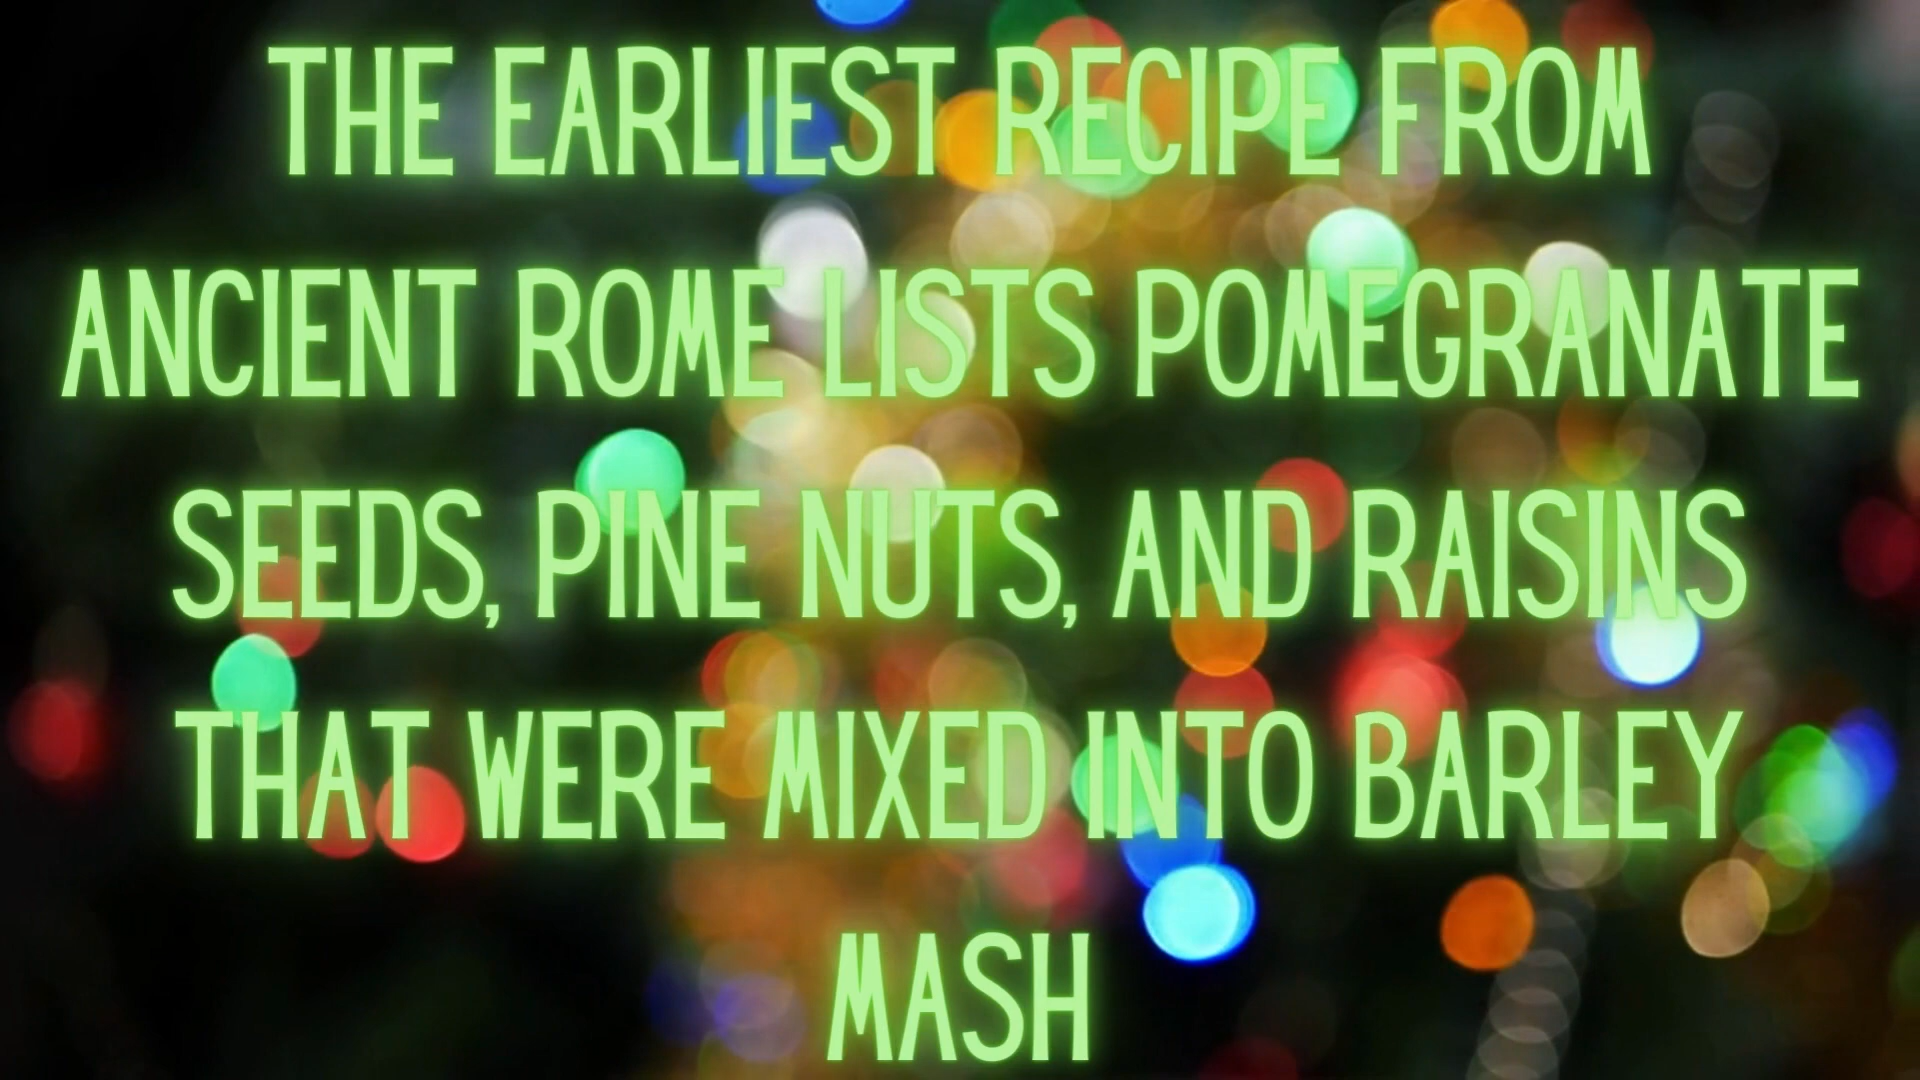 THE EARLIEST RECIPE FROM
ANCIENT ROME LISTS POMEGRANATE
SEEDS, PINE NUTS, AND RAISINS
THAT WERE MIXED INTO BARLEY
MASH